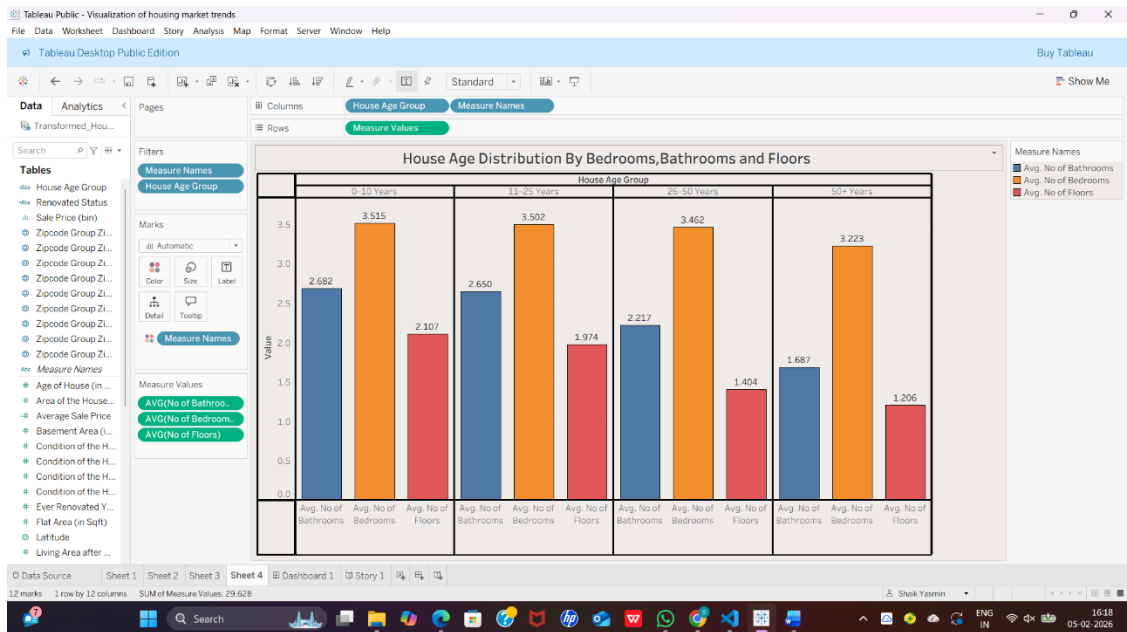 Tableau Public - Visualization of housing market trends
File Data Worksheet Dashboard Story Analysis Map Format Server Window Help
Tableau Desktop Public Edition Buy Tableau
Standard Show Me
Data Analytics
Transformed_Hou...
Search
Tables
Abc House Age Group
Abc Renovated Status
Sale Price (bin)
Zipcode Group Zi...
Zipcode Group Zi...
Zipcode Group Zi...
Zipcode Group Zi...
Zipcode Group Zi...
Zipcode Group Zi...
Zipcode Group Zi...
Zipcode Group Zi...
Zipcode Group Zi...
Abc Measure Names
# Age of House (in ...
# Area of the House...
=# Average Sale Price
# Basement Area (i...
# Condition of the H...
# Condition of the H...
# Condition of the H...
# Condition of the H...
# Ever Renovated Y...
# Flat Area (in Sqft)
Latitude
# Living Area after ...
Pages
Filters
Measure Names
House Age Group
Marks
Automatic
Color Size Label
Detail Tooltip
Measure Names
Measure Values
AVG(No of Bathroo..
AVG(No of Bedroom..
AVG(No of Floors)
Columns House Age Group Measure Names
Rows Measure Values
House Age Distribution By Bedrooms,Bathrooms and Floors
House Age Group
0-10 Years 11-25 Years 26-50 Years 50+ Years
Value
3.5
3.0
2.5
2.0
1.5
1.0
0.5
0.0
2.682 3.515 2.107 2.650 3.502 1.974 2.217 3.462 1.404 1.687 3.223 1.206
Avg. No of Avg. No of Avg. No of Avg. No of Avg. No of Avg. No of Avg. No of Avg. No of Avg. No of Avg. No of Avg. No of Avg. No of
Bathrooms Bedrooms Floors Bathrooms Bedrooms Floors Bathrooms Bedrooms Floors Bathrooms Bedrooms Floors
Measure Names
Avg. No of Bathrooms
Avg. No of Bedrooms
Avg. No of Floors
Data Source Sheet 1 Sheet 2 Sheet 3 Sheet 4 Dashboard 1 Story 1
12 marks 1 row by 12 columns SUM of Measure Values: 29.628 Shaik Yasmin
Search ENG 16:18
IN 05-02-2026